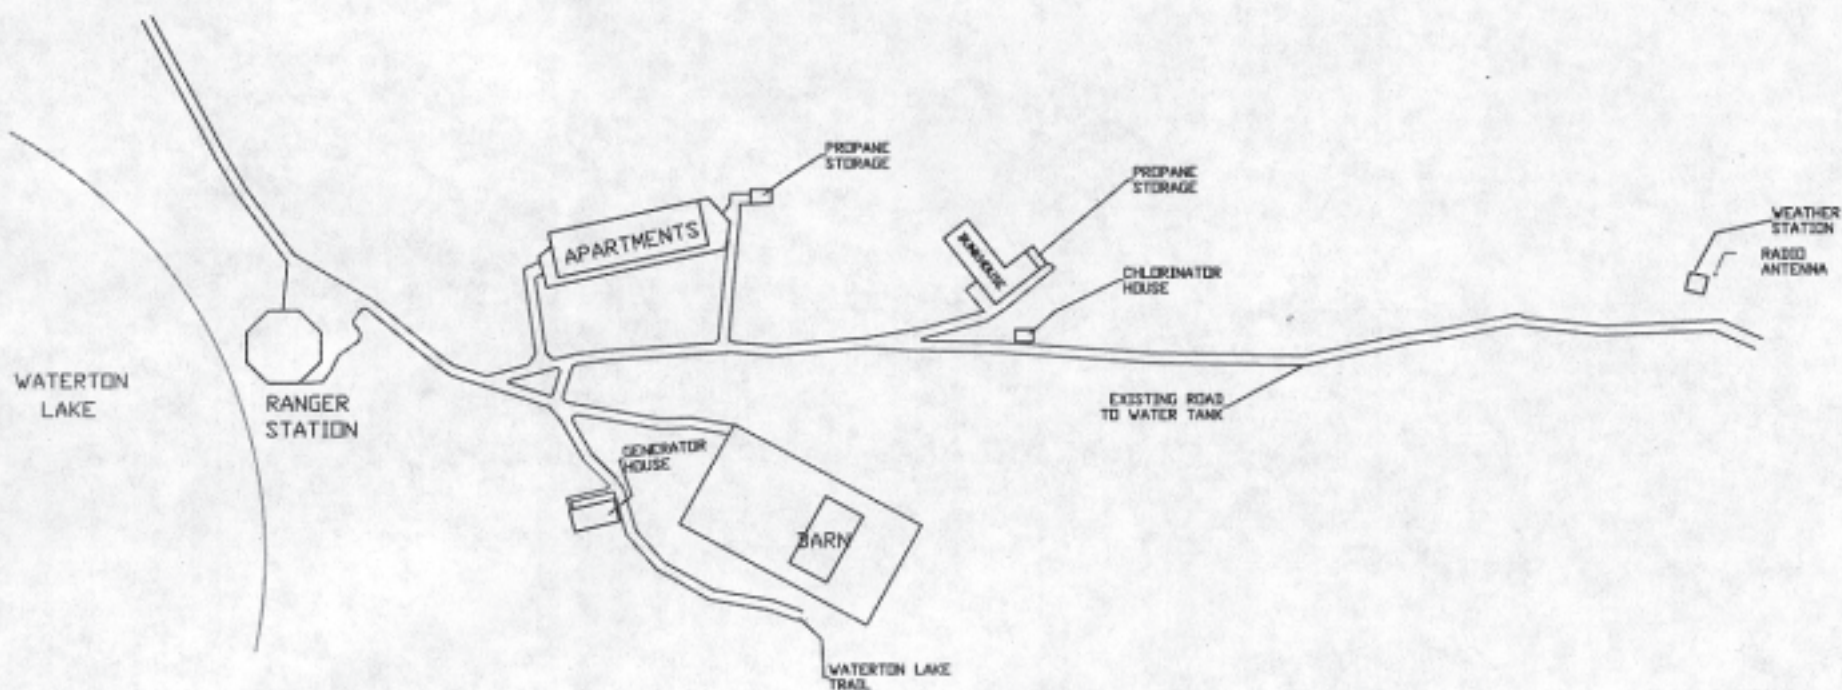 PROPANE
STORAGE
PROPANE
STORAGE
APARTMENTS
BUNKHOUSE
WEATHER
STATION
RADIO
ANTENNA
CHLORINATOR
HOUSE
WATERTON
LAKE
RANGER
STATION
EXISTING ROAD
TO WATER TANK
GENERATOR
HOUSE
BARN
WATERTON LAKE
TRAIL